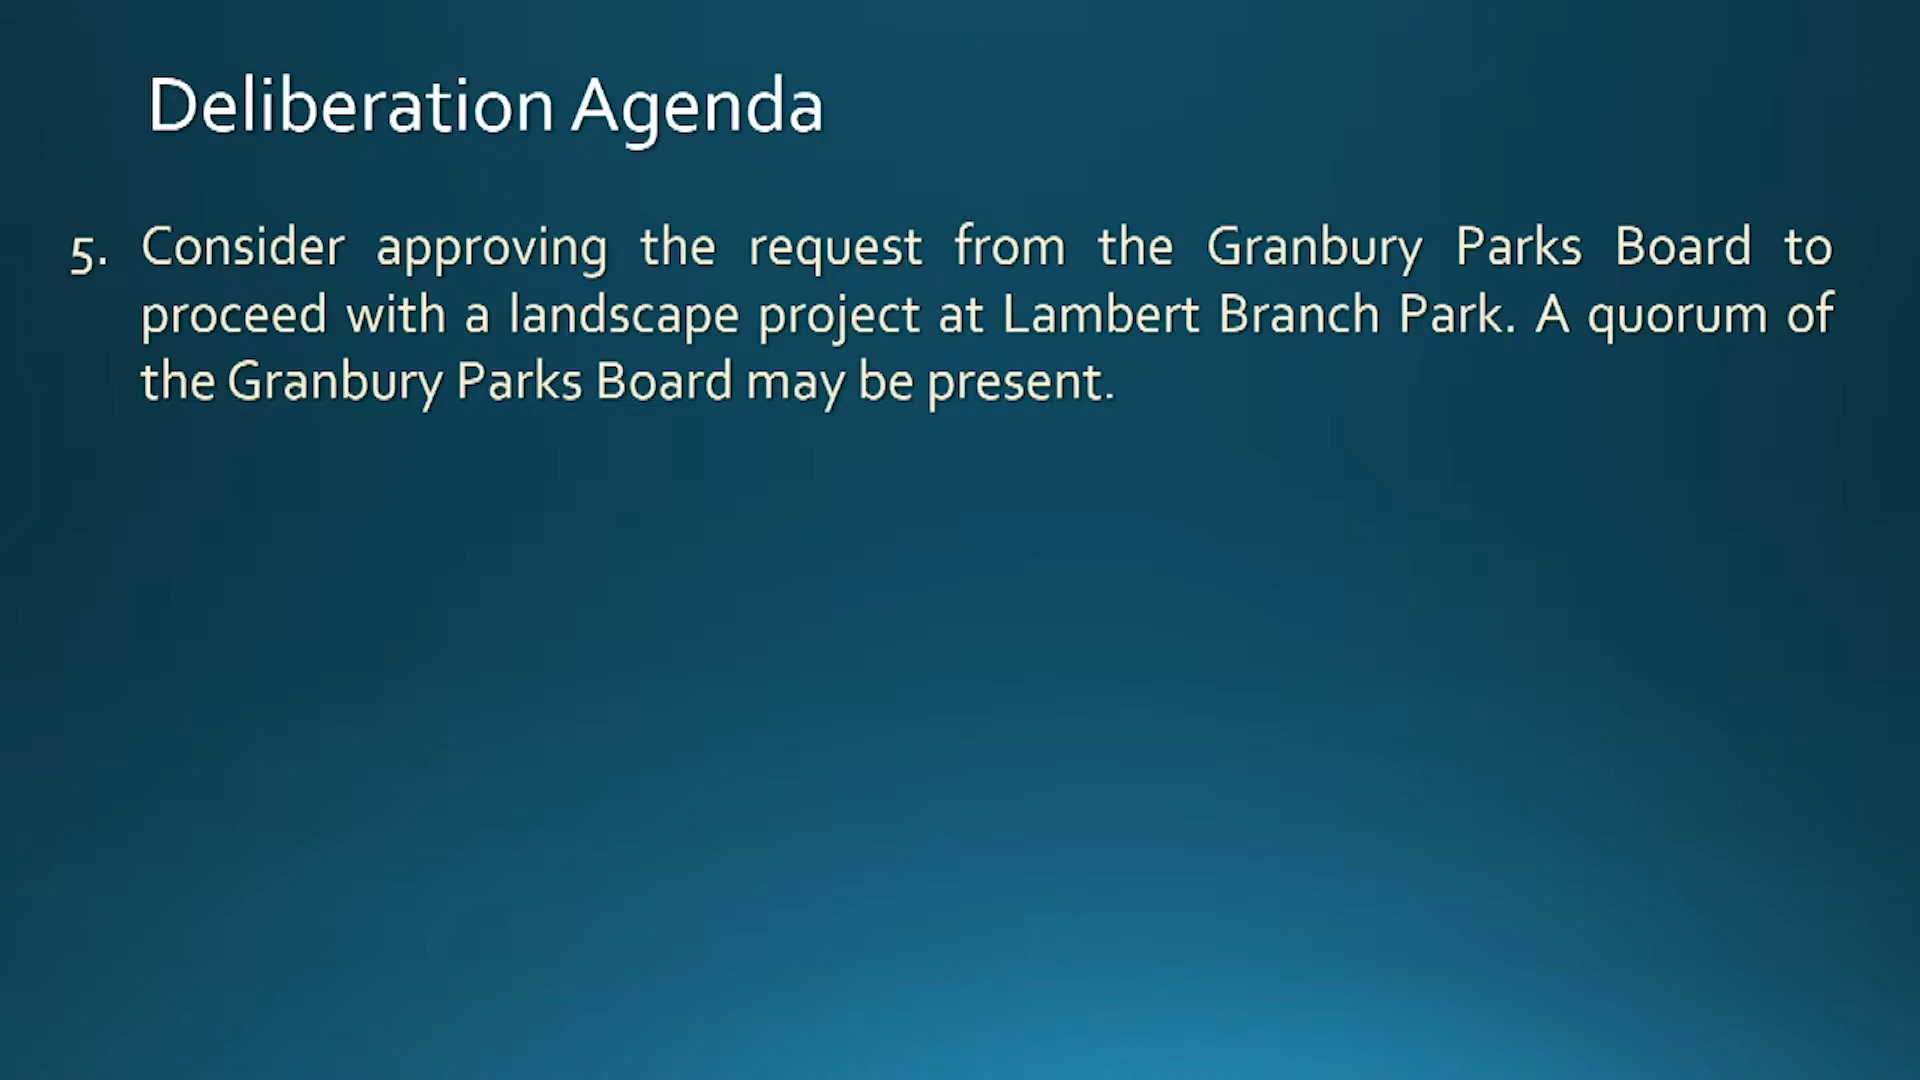 Deliberation Agenda
5. Consider approving the request from the Granbury Parks Board to
proceed with a landscape project at Lambert Branch Park. A quorum of
the Granbury Parks Board may be present.